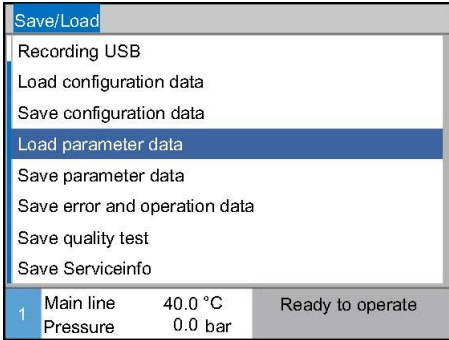 Save/Load
Recording USB
Load configuration data
Save configuration data
Load parameter data
Save parameter data
Save error and operation data
Save quality test
Save Serviceinfo
1 Main line 40.0 °C Ready to operate
Pressure 0.0 bar